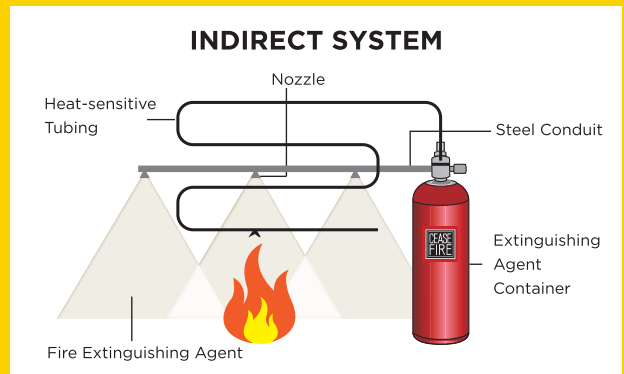 INDIRECT SYSTEM
Nozzle
Heat-sensitive
Tubing
Steel Conduit
CEASE
FIRE
Extinguishing
Agent
Container
Fire Extinguishing Agent